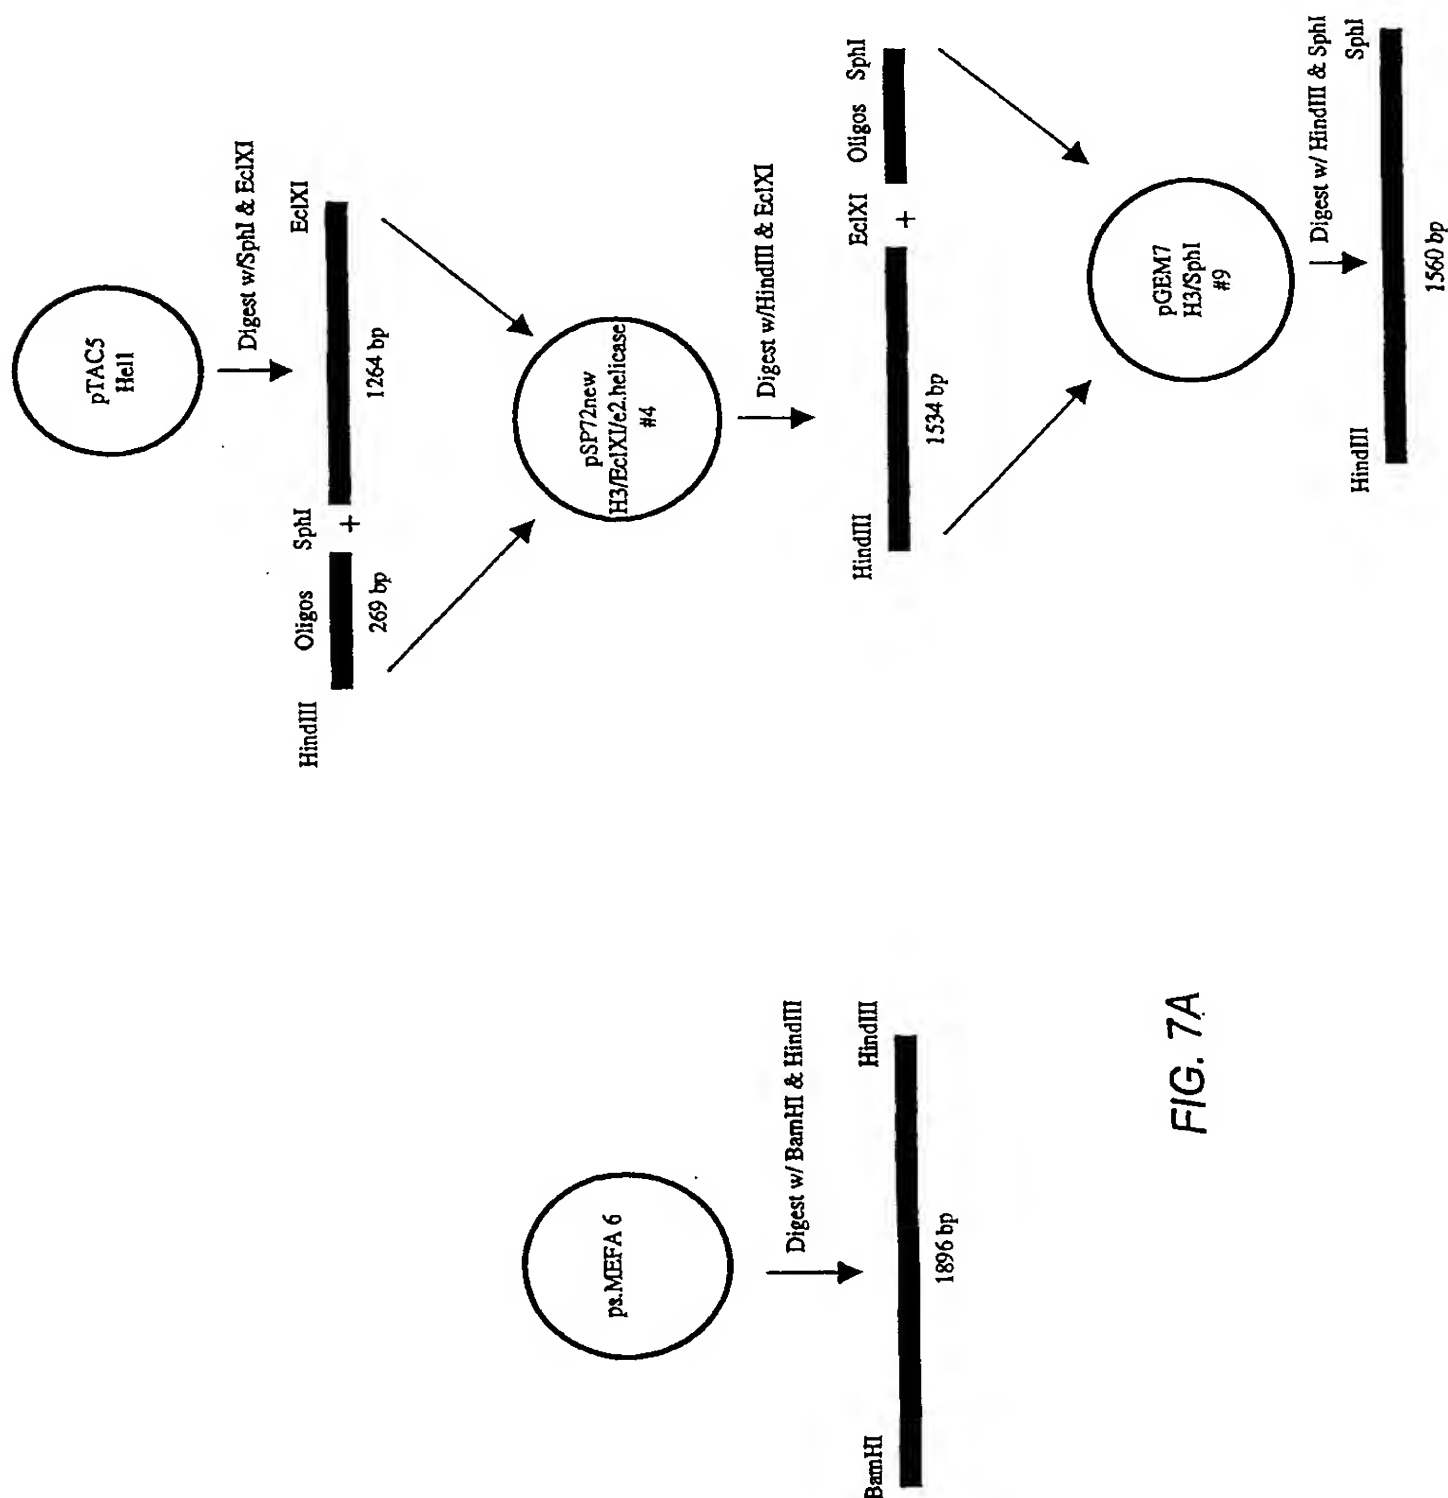 pTAC5
Hel1
Digest w/SphI & EclXI
HindIII
Oligos
SphI
EclXI
+
269 bp
1264 bp
pSP72new
H3/EclXI/e2.helicase
#4
Digest w/HindIII & EclXI
HindIII
EclXI
Oligos
SphI
+
1534 bp
pGEM7
H3/SphI
#9
Digest w/ HindIII & SphI
HindIII
SphI
1560 bp
ps.MEFA 6
Digest w/ BamHI & HindIII
BamHI
HindIII
1896 bp
FIG. 7A